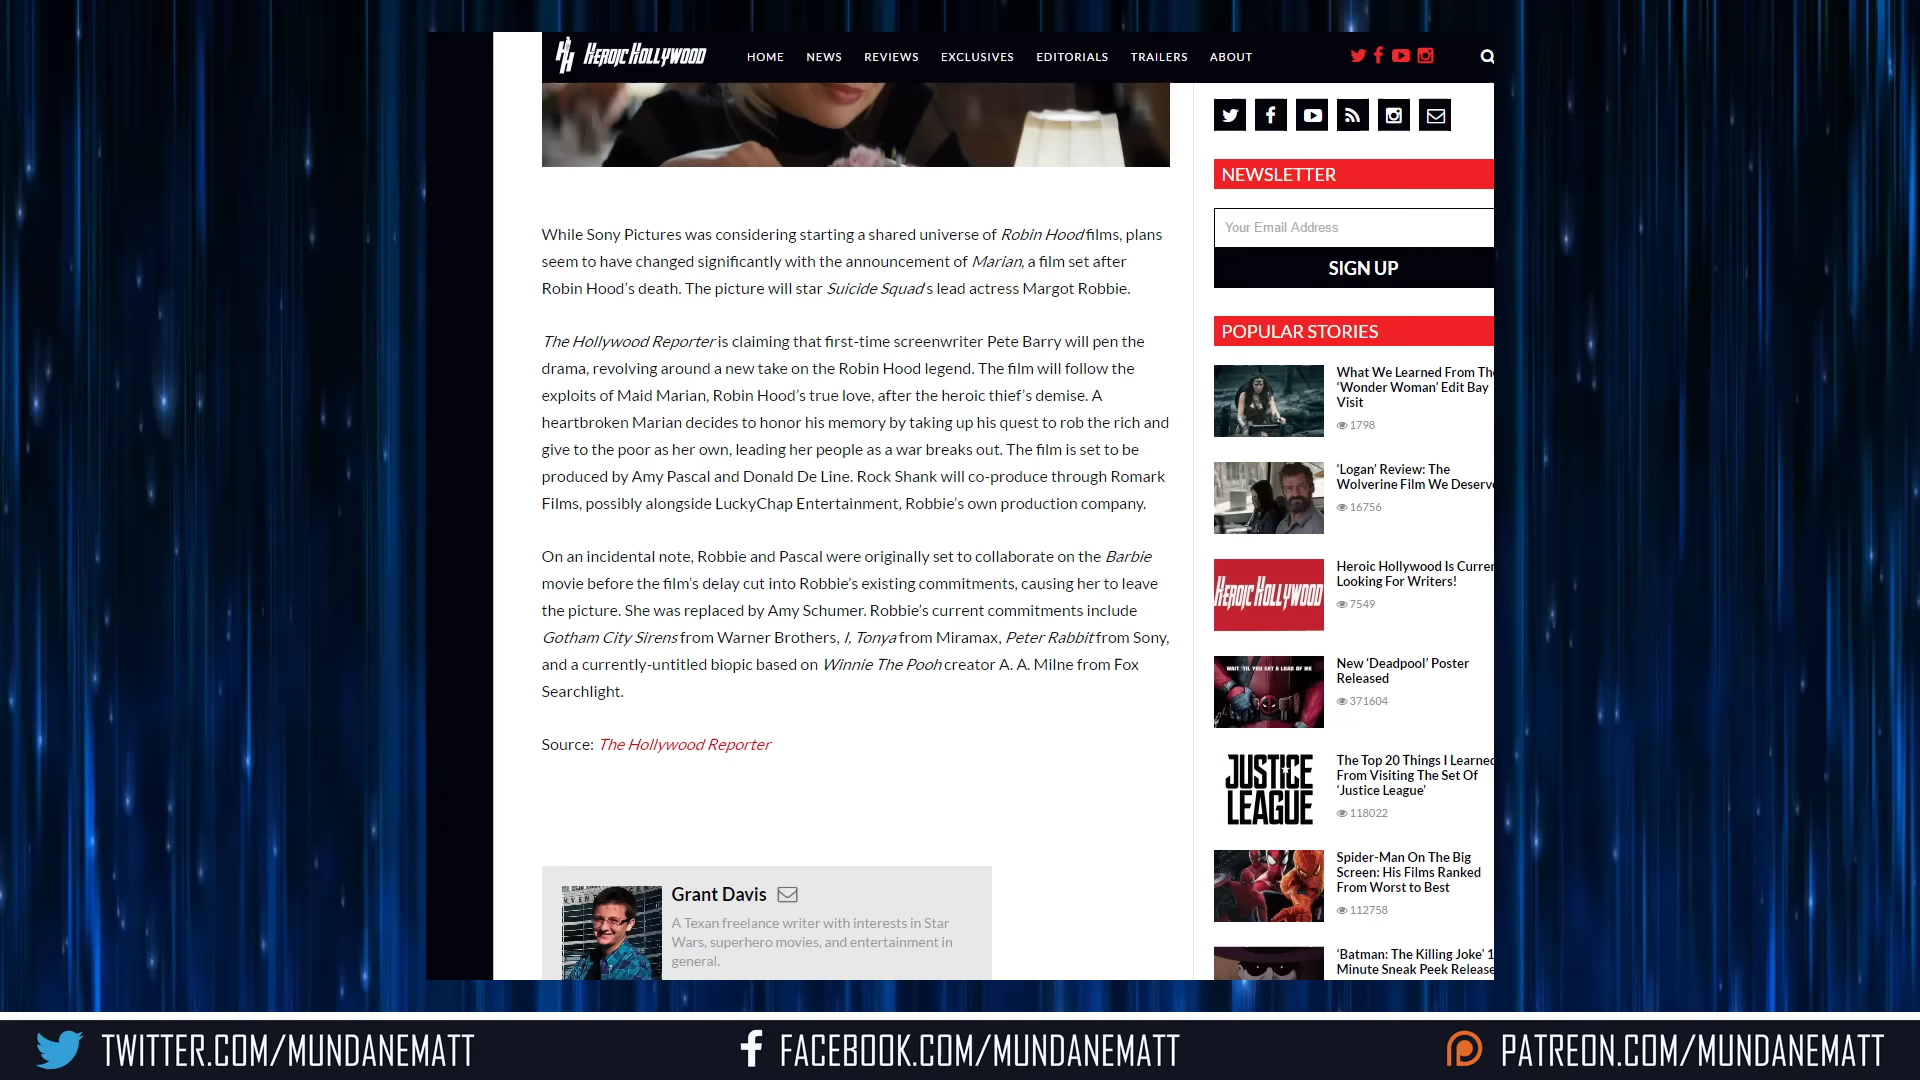 HEROIC HOLLYWOOD
HOME NEWS REVIEWS EXCLUSIVES EDITORIALS TRAILERS ABOUT
While Sony Pictures was considering starting a shared universe of Robin Hood films, plans
seem to have changed significantly with the announcement of Marian, a film set after
Robin Hood’s death. The picture will star Suicide Squad‘s lead actress Margot Robbie.
The Hollywood Reporter is claiming that first-time screenwriter Pete Barry will pen the
drama, revolving around a new take on the Robin Hood legend. The film will follow the
exploits of Maid Marian, Robin Hood’s true love, after the heroic thief’s demise. A
heartbroken Marian decides to honor his memory by taking up his quest to rob the rich and
give to the poor as her own, leading her people as a war breaks out. The film is set to be
produced by Amy Pascal and Donald De Line. Rock Shank will co-produce through Romark
Films, possibly alongside LuckyChap Entertainment, Robbie’s own production company.
On an incidental note, Robbie and Pascal were originally set to collaborate on the Barbie
movie before the film’s delay cut into Robbie’s existing commitments, causing her to leave
the picture. She was replaced by Amy Schumer. Robbie’s current commitments include
Gotham City Sirens from Warner Brothers, I, Tonya from Miramax, Peter Rabbit from Sony,
and a currently-untitled biopic based on Winnie The Pooh creator A. A. Milne from Fox
Searchlight.
Source: The Hollywood Reporter
Grant Davis
A Texan freelance writer with interests in Star
Wars, superhero movies, and entertainment in
general.
NEWSLETTER
Your Email Address
SIGN UP
POPULAR STORIES
What We Learned From The
‘Wonder Woman’ Edit Bay
Visit
1798
‘Logan’ Review: The
Wolverine Film We Deserve
16756
HEROIC HOLLYWOOD
Heroic Hollywood Is Curren
Looking For Writers!
7549
WAIT 'TIL YOU GET A LOAD OF ME
New ‘Deadpool’ Poster
Released
371604
JUSTICE
LEAGUE
The Top 20 Things I Learned
From Visiting The Set Of
‘Justice League’
118022
Spider-Man On The Big
Screen: His Films Ranked
From Worst to Best
112758
‘Batman: The Killing Joke’ 1
Minute Sneak Peek Release
TWITTER.COM/MUNDANEMATT
FACEBOOK.COM/MUNDANEMATT
PATREON.COM/MUNDANEMATT